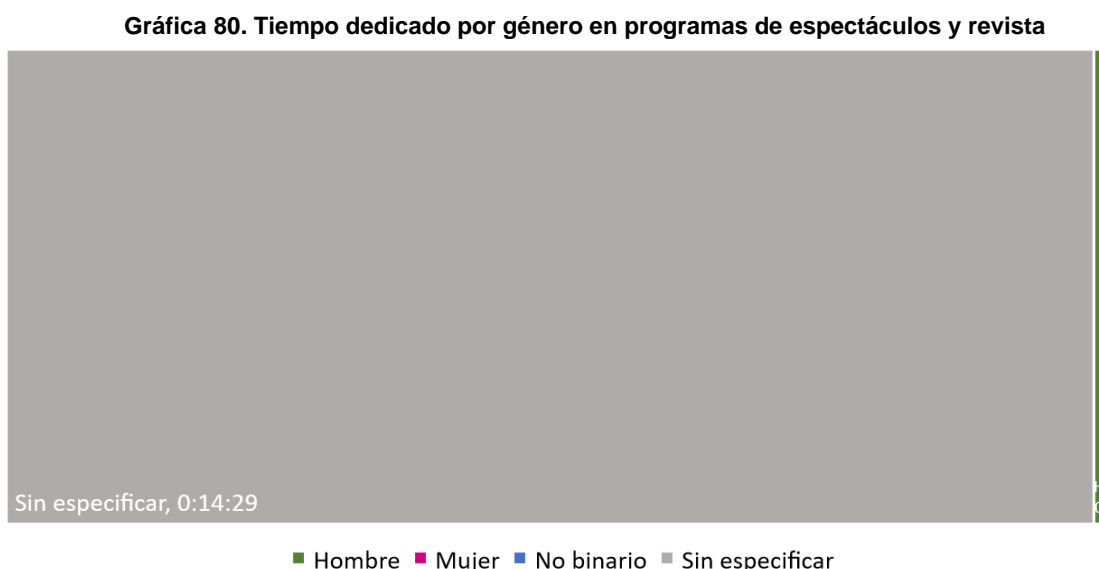 Gráfica 80. Tiempo dedicado por género en programas de espectáculos y revista
Sin especificar, 0:14:29
Hombre Mujer No binario Sin especificar